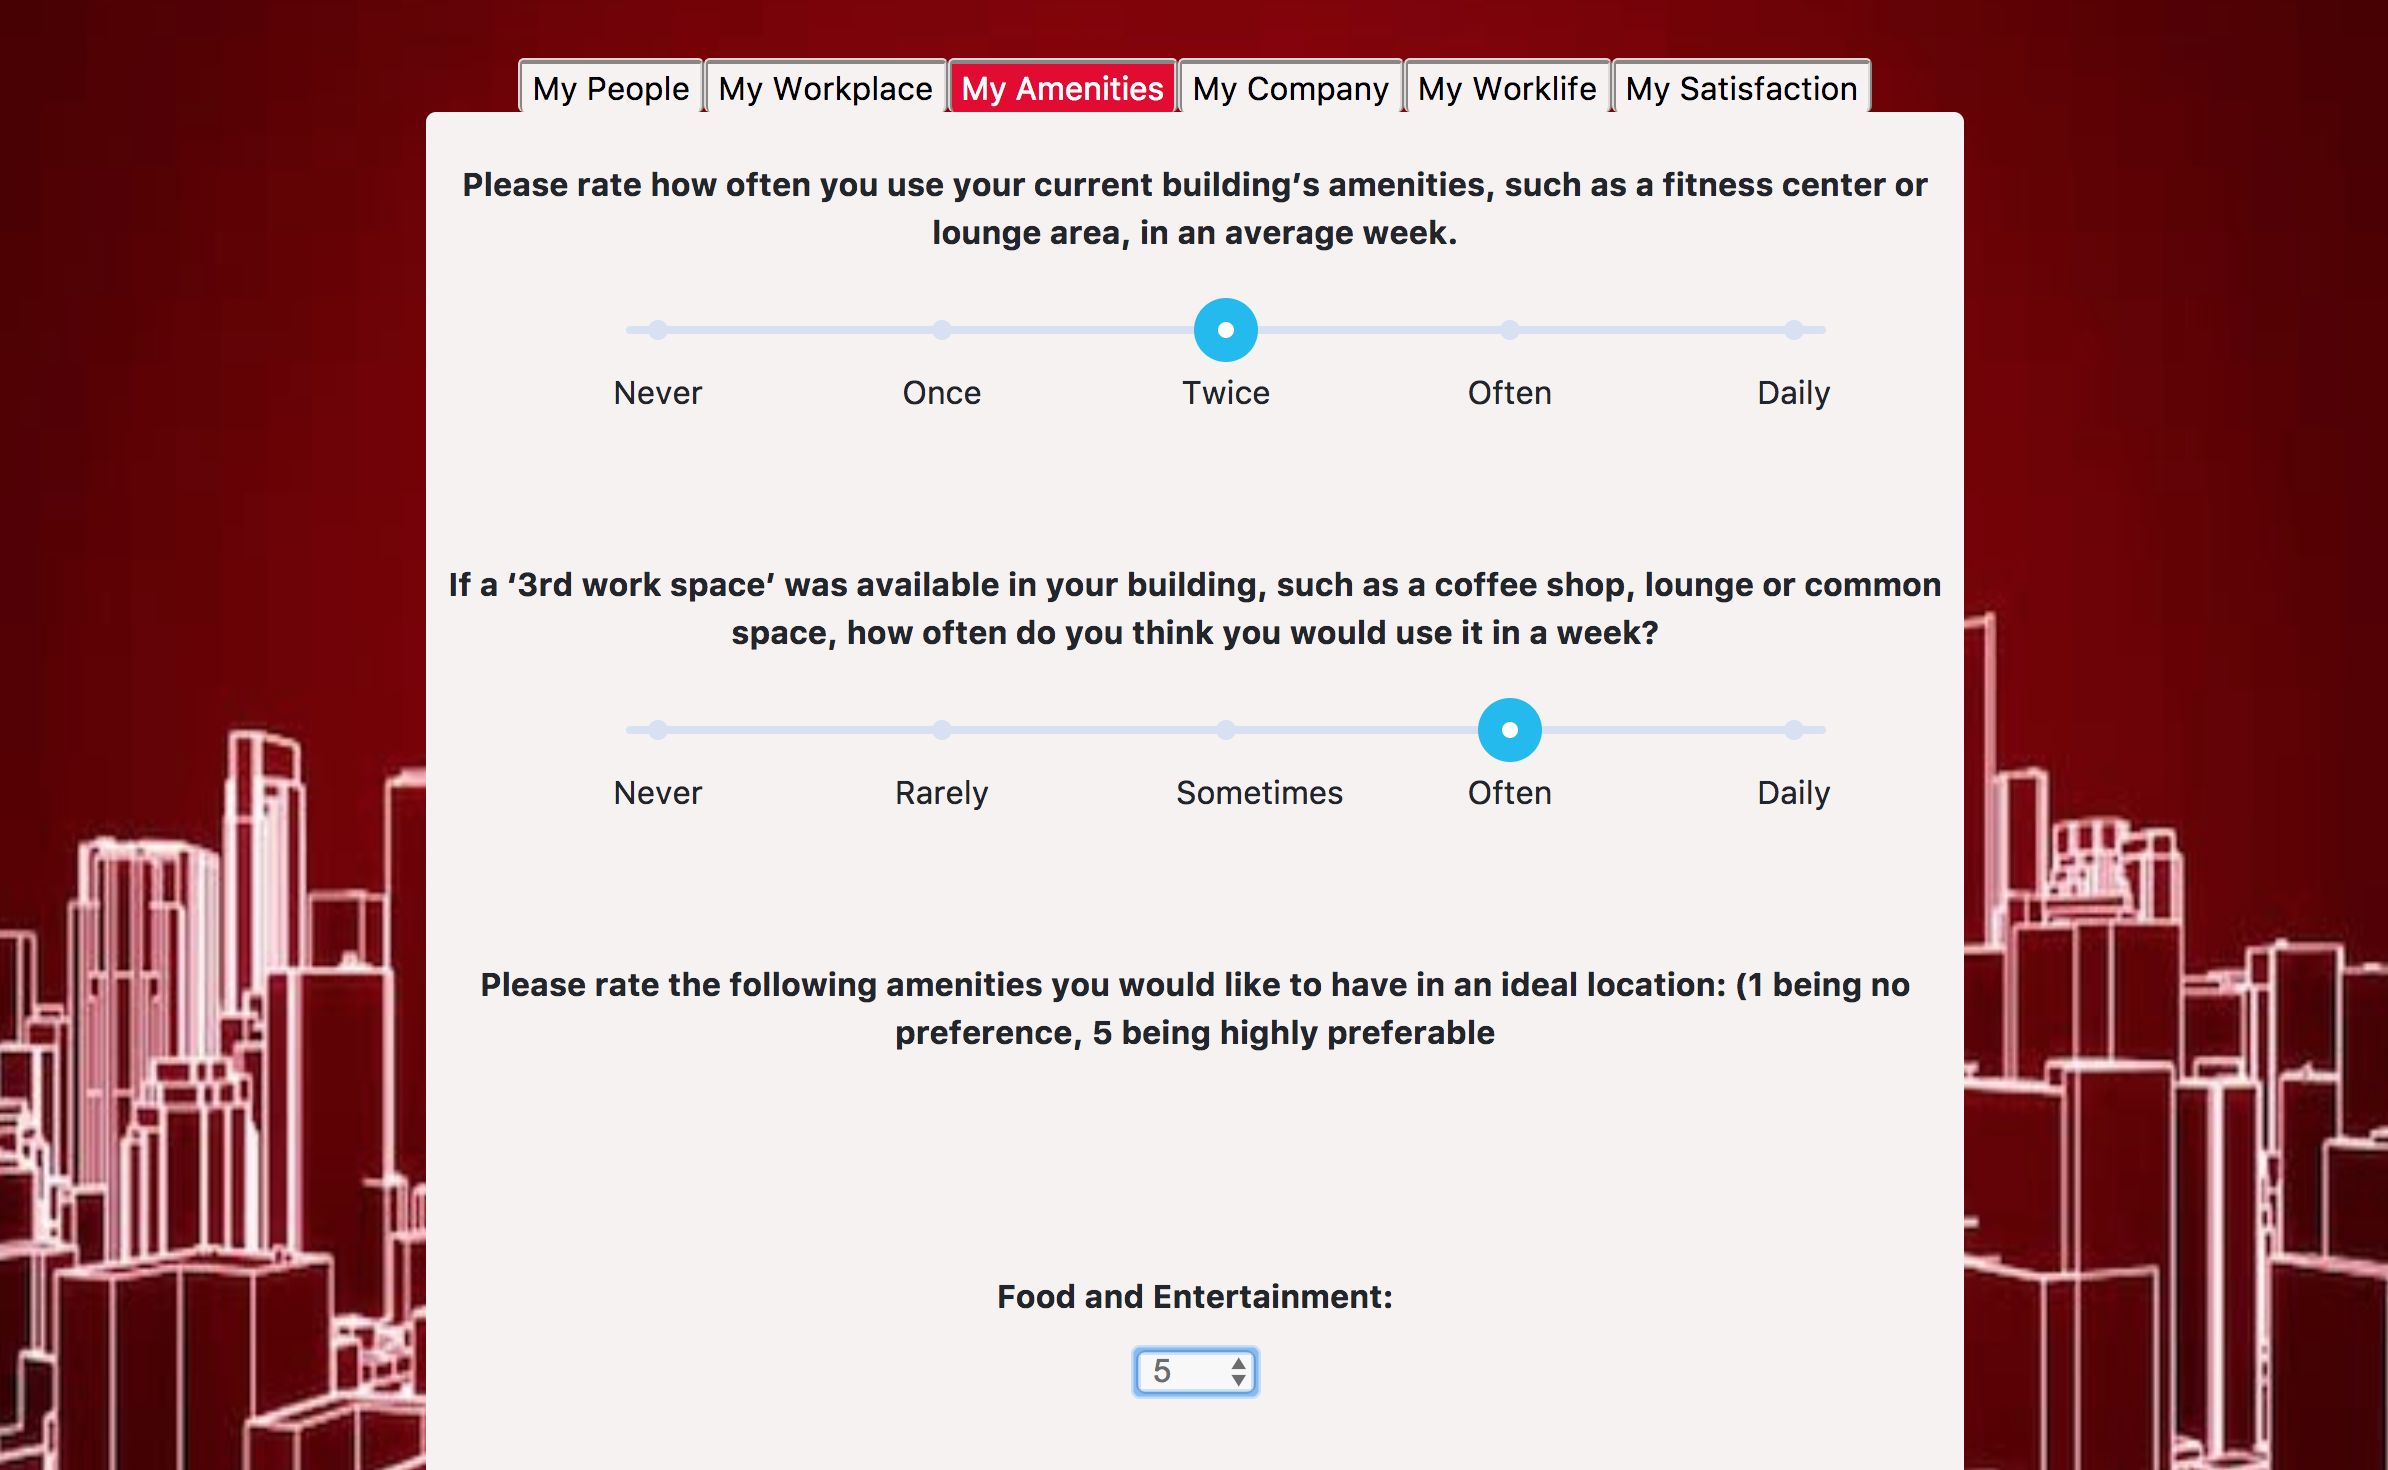 My People My Workplace My Amenities My Company My Worklife My Satisfaction
Please rate how often you use your current building’s amenities, such as a fitness center or
lounge area, in an average week.
Never Once Twice Often Daily
If a ‘3rd work space’ was available in your building, such as a coffee shop, lounge or common
space, how often do you think you would use it in a week?
Never Rarely Sometimes Often Daily
Please rate the following amenities you would like to have in an ideal location: (1 being no
preference, 5 being highly preferable
Food and Entertainment:
5